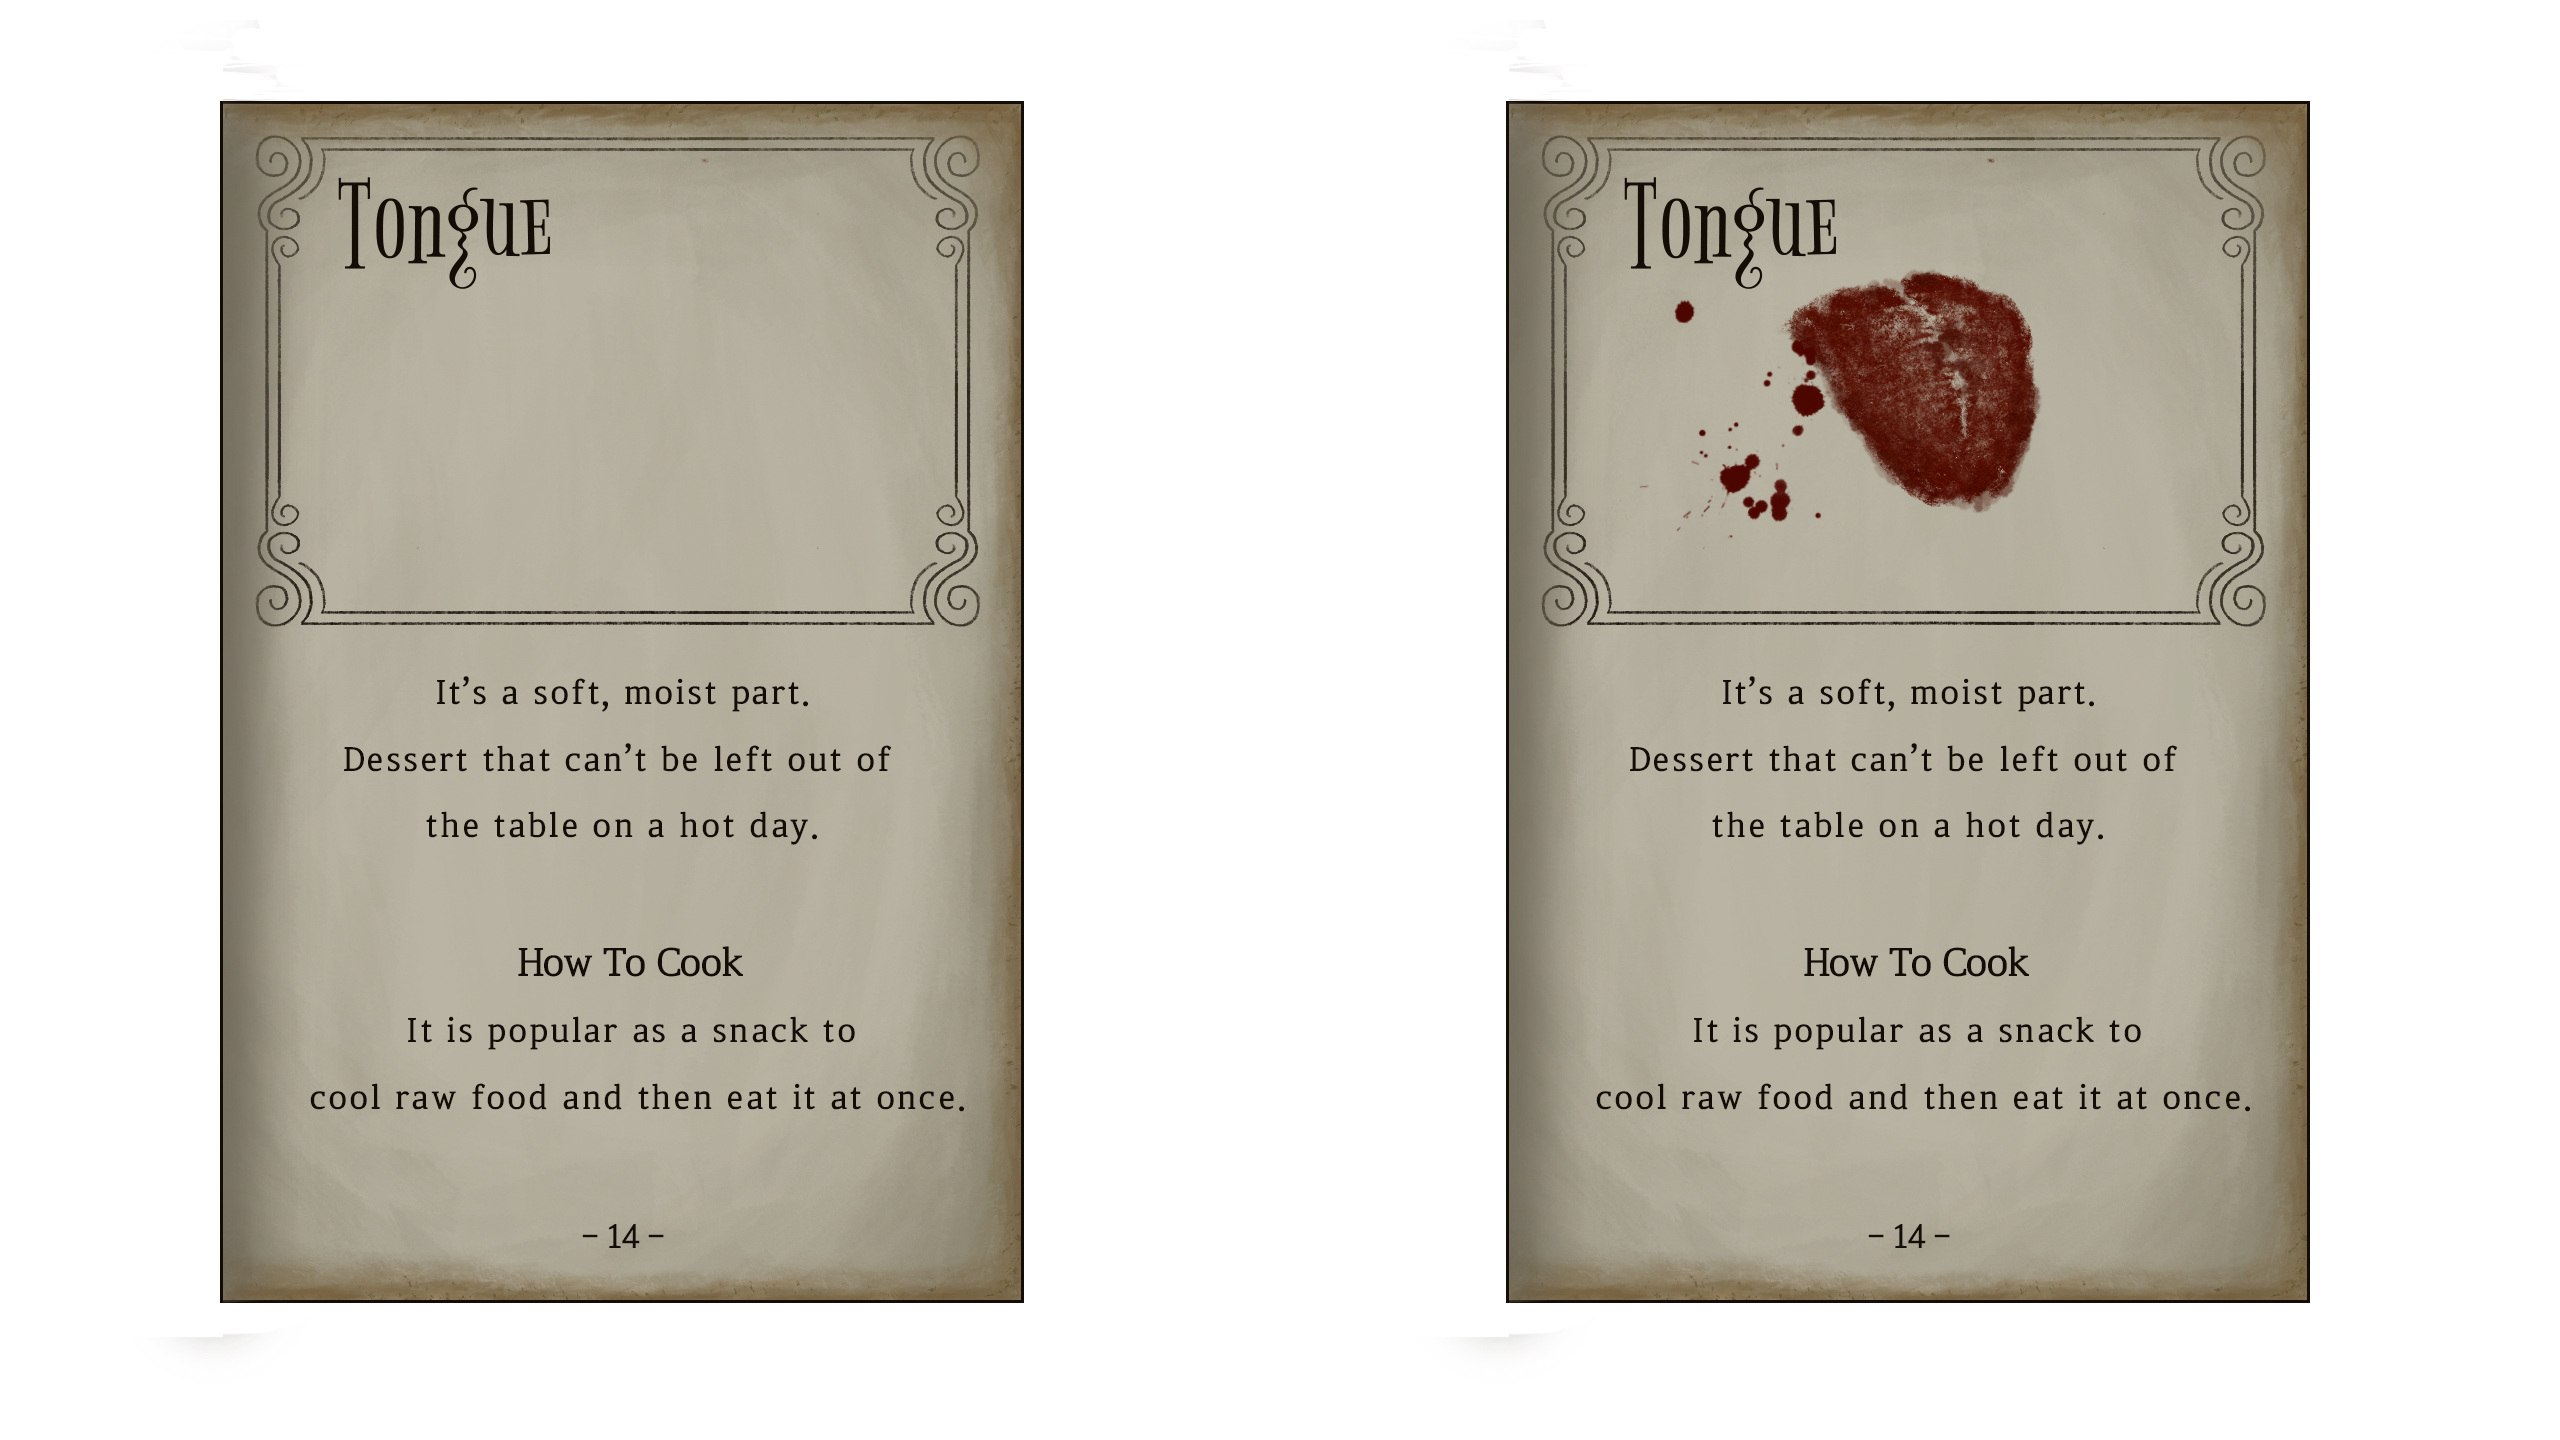 Tongue
It's a soft, moist part.
Dessert that can't be left out of
the table on a hot day.
How To Cook
It is popular as a snack to
cool raw food and then eat it at once.
– 14 –
Tongue
It's a soft, moist part.
Dessert that can't be left out of
the table on a hot day.
How To Cook
It is popular as a snack to
cool raw food and then eat it at once.
– 14 –